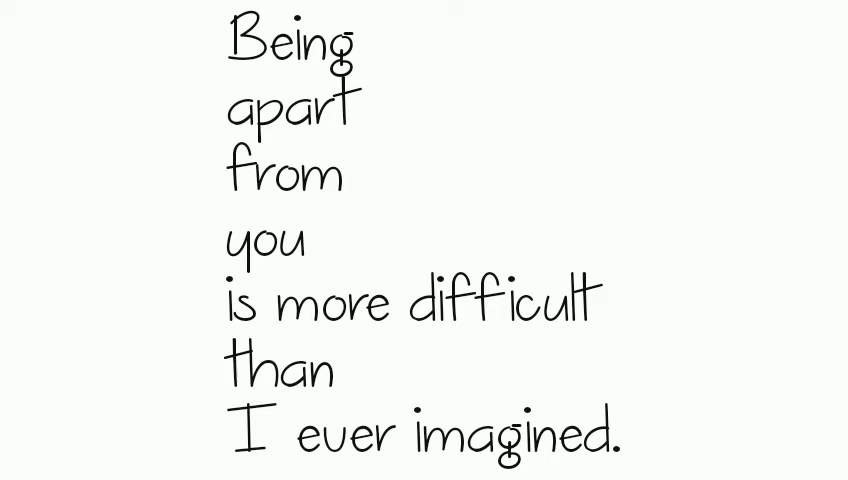 Being
apart
from
you
is more difficult
than
I ever imagined.